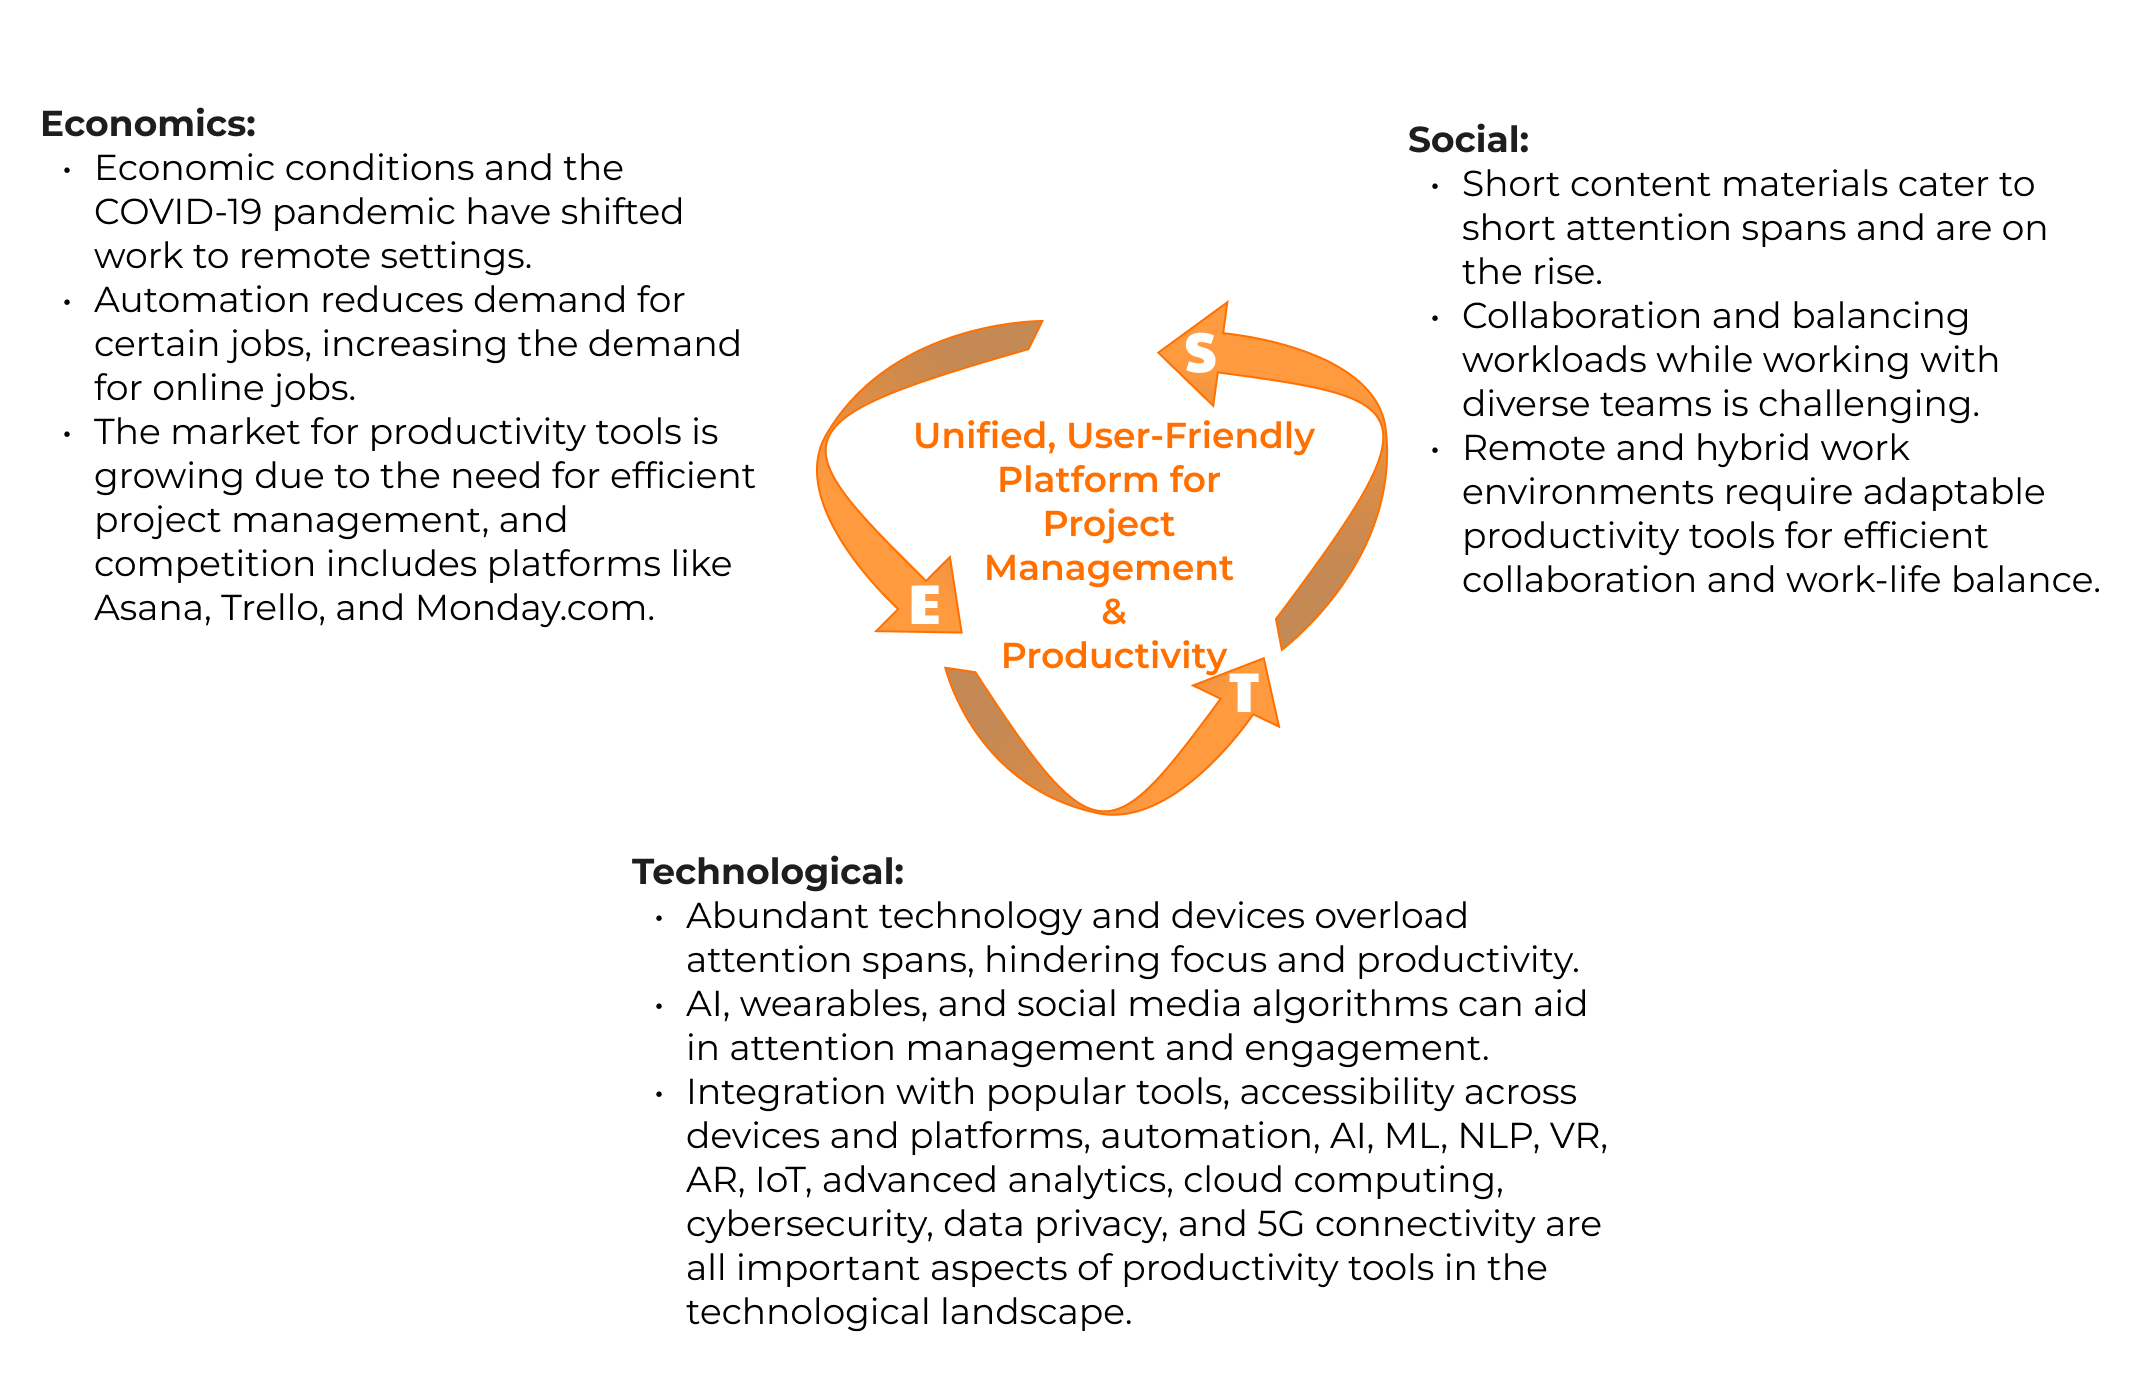 Economics:
• Economic conditions and the
COVID-19 pandemic have shifted
work to remote settings.
• Automation reduces demand for
certain jobs, increasing the demand
for online jobs.
• The market for productivity tools is
growing due to the need for efficient
project management, and
competition includes platforms like
Asana, Trello, and Monday.com.
Social:
• Short content materials cater to
short attention spans and are on
the rise.
• Collaboration and balancing
workloads while working with
diverse teams is challenging.
• Remote and hybrid work
environments require adaptable
productivity tools for efficient
collaboration and work-life balance.
S
Unified, User-Friendly
Platform for
Project
Management
&
Productivity
E
T
Technological:
• Abundant technology and devices overload
attention spans, hindering focus and productivity.
• AI, wearables, and social media algorithms can aid
in attention management and engagement.
• Integration with popular tools, accessibility across
devices and platforms, automation, AI, ML, NLP, VR,
AR, IoT, advanced analytics, cloud computing,
cybersecurity, data privacy, and 5G connectivity are
all important aspects of productivity tools in the
technological landscape.